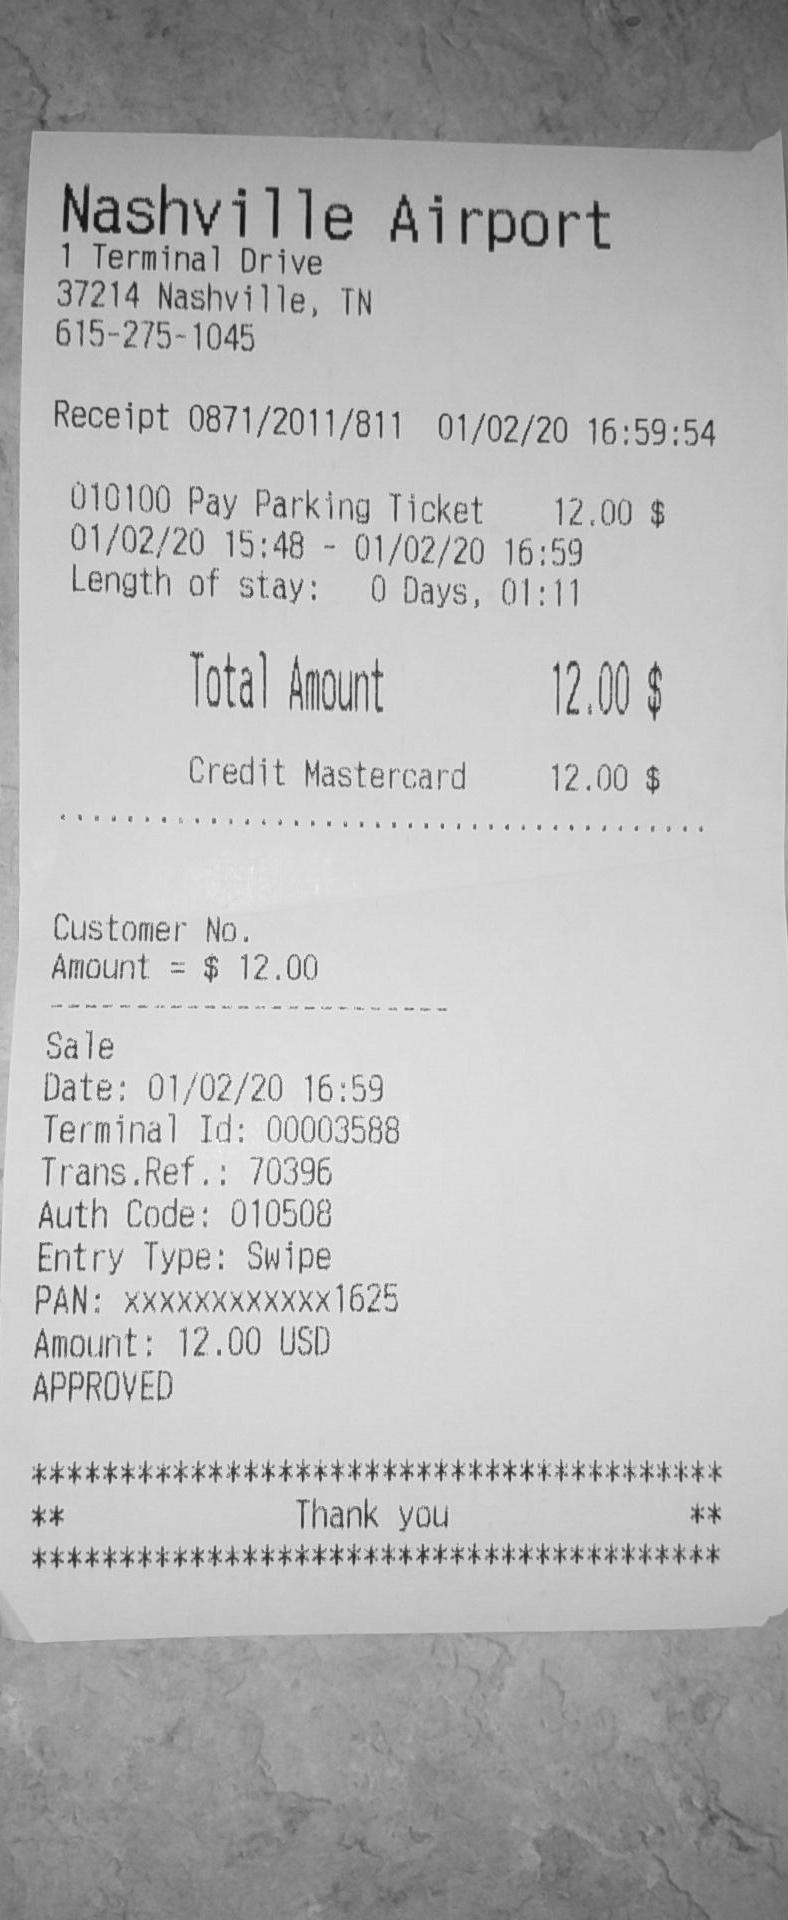 Nashville Airport
1 Terminal Drive
37214 Nashville, TN
615-275-1045
Receipt 0871/2011/811 01/02/20 16:59:54
010100 Pay Parking Ticket 12.00 $
01/02/20 15:48 - 01/02/20 16:59
Length of stay: 0 Days, 01:11
Total Amount 12.00 $
Credit Mastercard 12.00 $
........................................
Customer No.
Amount = $ 12.00
---------------------------
Sale
Date: 01/02/20 16:59
Terminal Id: 00003588
Trans.Ref.: 70396
Auth Code: 010508
Entry Type: Swipe
PAN: xxxxxxxxxxxx1625
Amount: 12.00 USD
APPROVED
****************************************
** Thank you **
****************************************